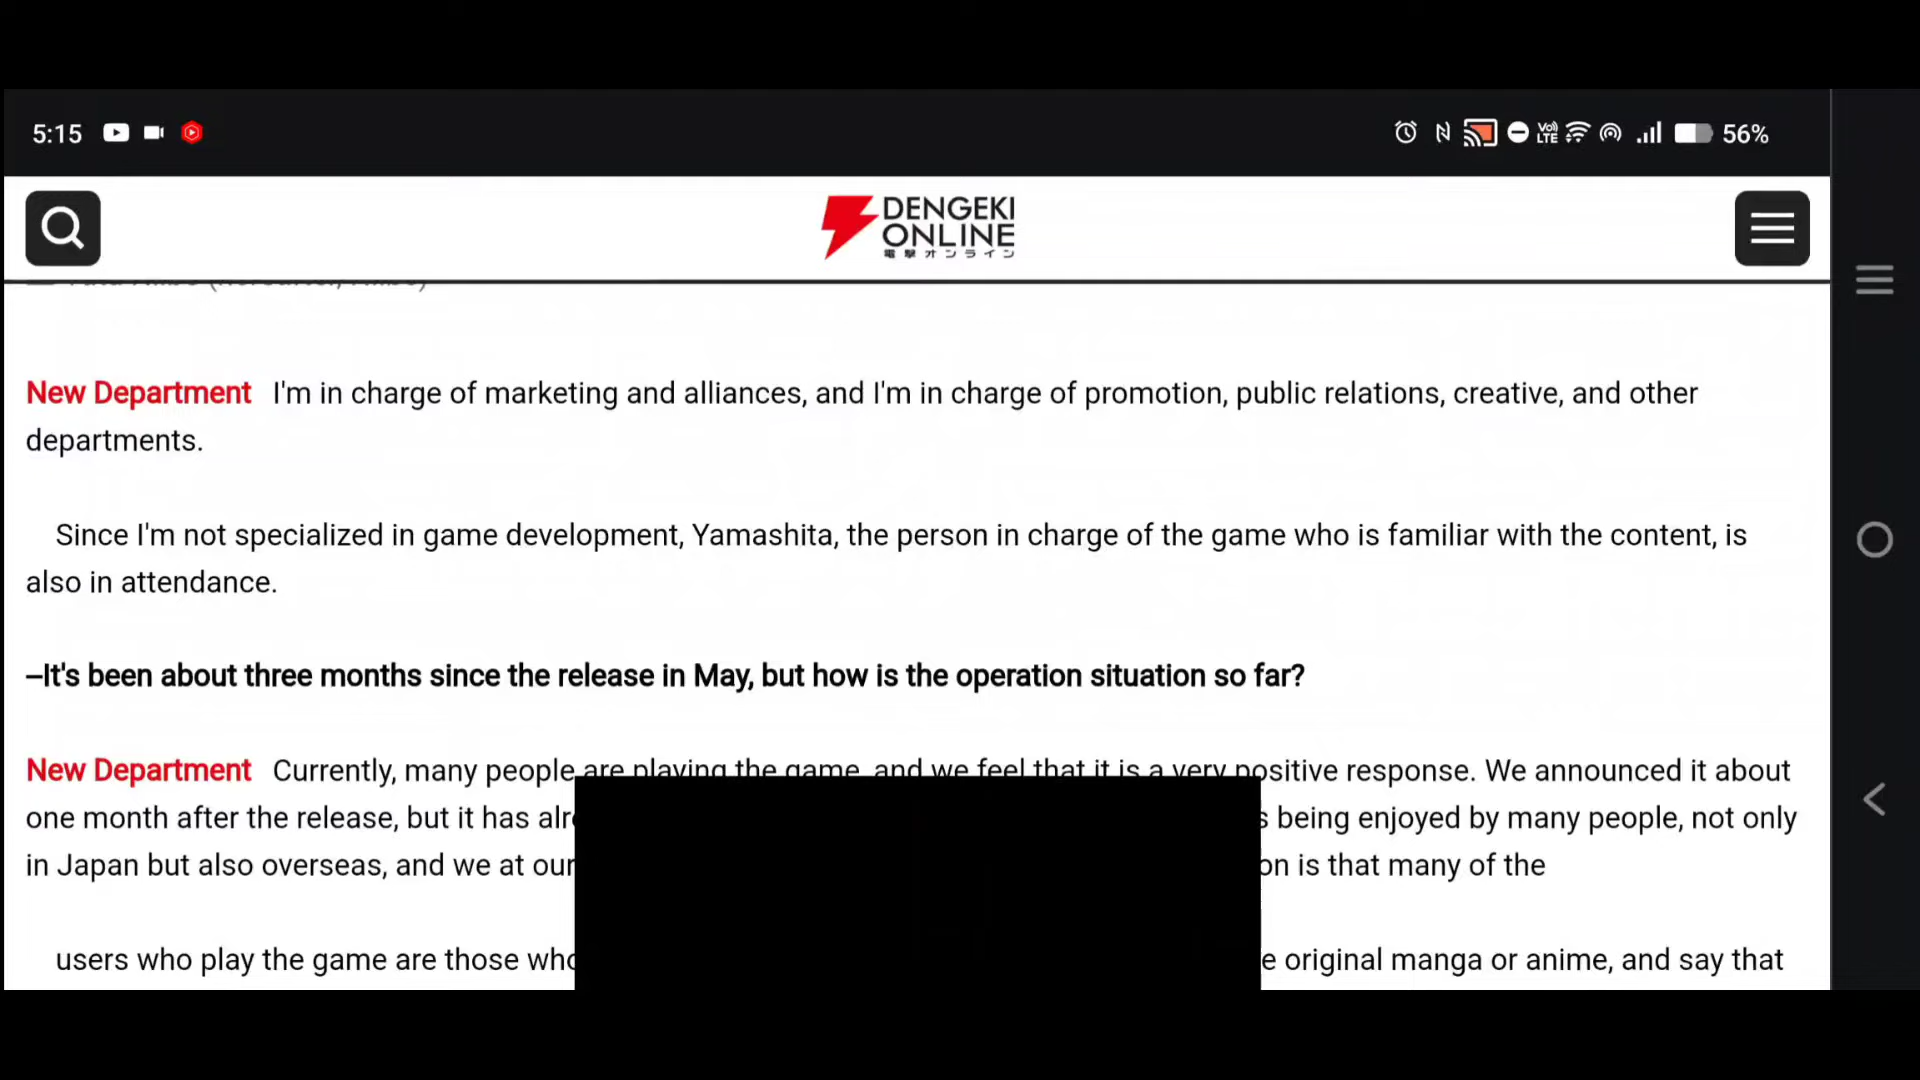 5:15
Vo) LTE 56%
DENGEKI
ONLINE
電撃オンライン
New Department I'm in charge of marketing and alliances, and I'm in charge of promotion, public relations, creative, and other
departments.
Since I'm not specialized in game development, Yamashita, the person in charge of the game who is familiar with the content, is
also in attendance.
–It's been about three months since the release in May, but how is the operation situation so far?
New Department Currently, many people are playing the game, and we feel that it is a very positive response. We announced it about
one month after the release, but it has being enjoyed by many people, not only
in Japan but also overseas, and we at our is that many of the
users who play the game are those original manga or anime, and say that